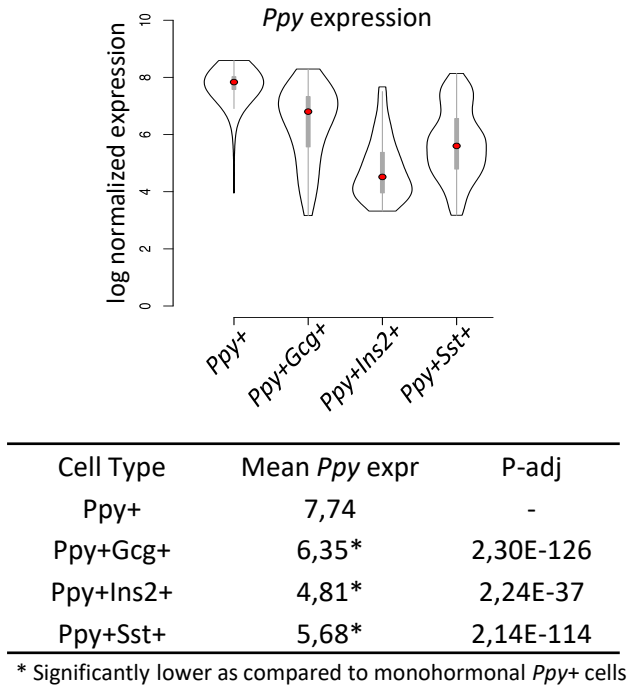 Ppy expression
log normalized expression
10
8
6
4
2
0
Ppy+
Ppy+Gcg+
Ppy+Ins2+
Ppy+Sst+
Cell Type Mean Ppy expr P-adj
Ppy+ 7,74 -
Ppy+Gcg+ 6,35* 2,30E-126
Ppy+Ins2+ 4,81* 2,24E-37
Ppy+Sst+ 5,68* 2,14E-114
* Significantly lower as compared to monohormonal Ppy+ cells